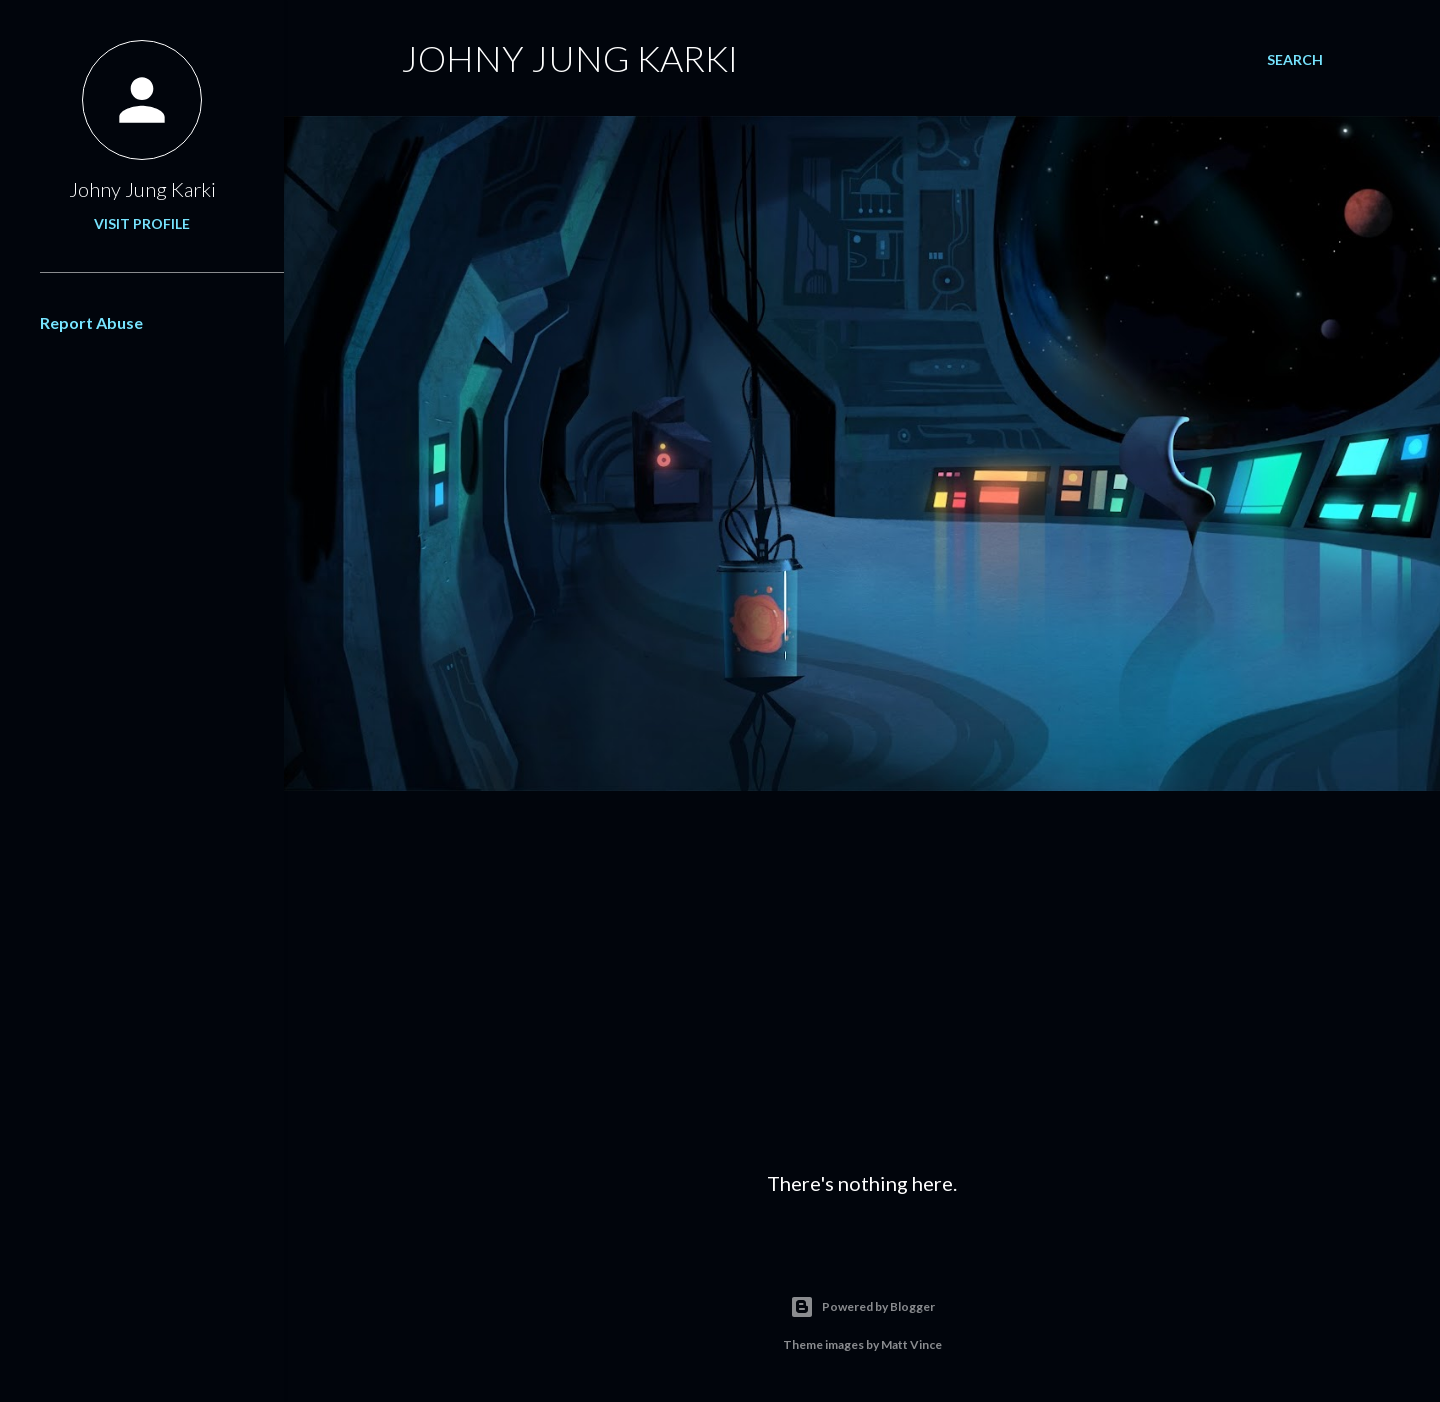 Johny Jung Karki
VISIT PROFILE
Report Abuse
JOHNY JUNG KARKI
SEARCH
There's nothing here.
Powered by Blogger
Theme images by Matt Vince